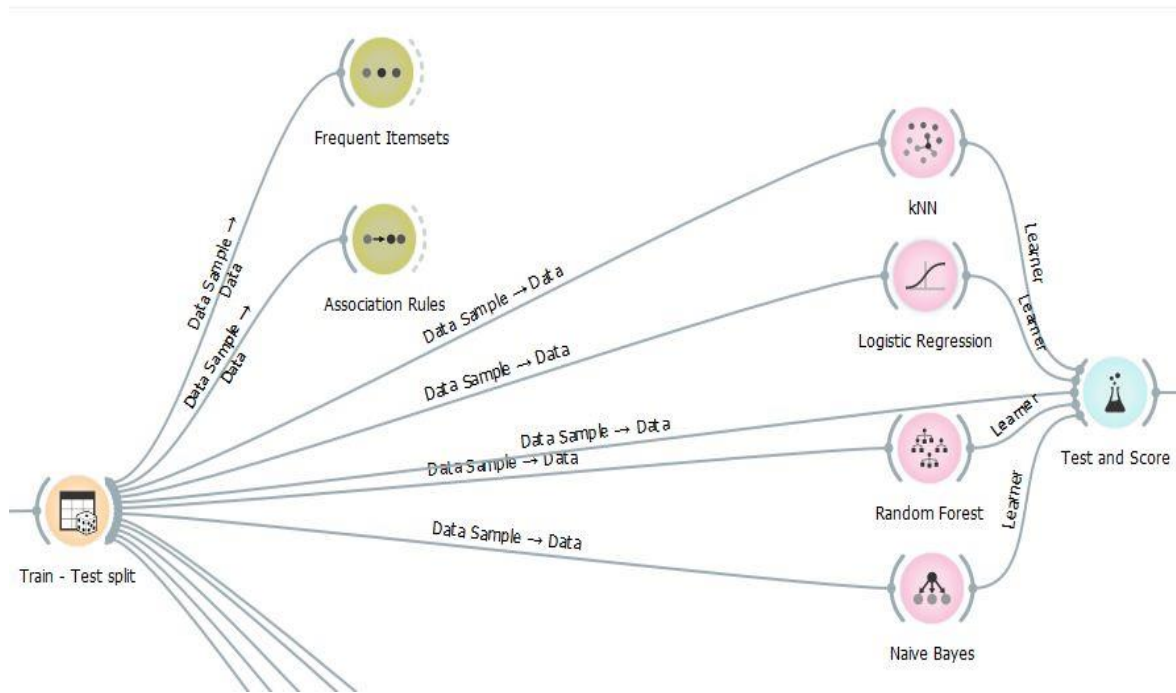 Frequent Itemsets
Data Sample →
Data
Association Rules
Data Sample →
Data
kNN
Data Sample → Data
Learner
Logistic Regression
Data Sample → Data
Learner
Data Sample → Data
Data Sample → Data
Learner
Random Forest
Test and Score
Train - Test split
Data Sample → Data
Learner
Naive Bayes